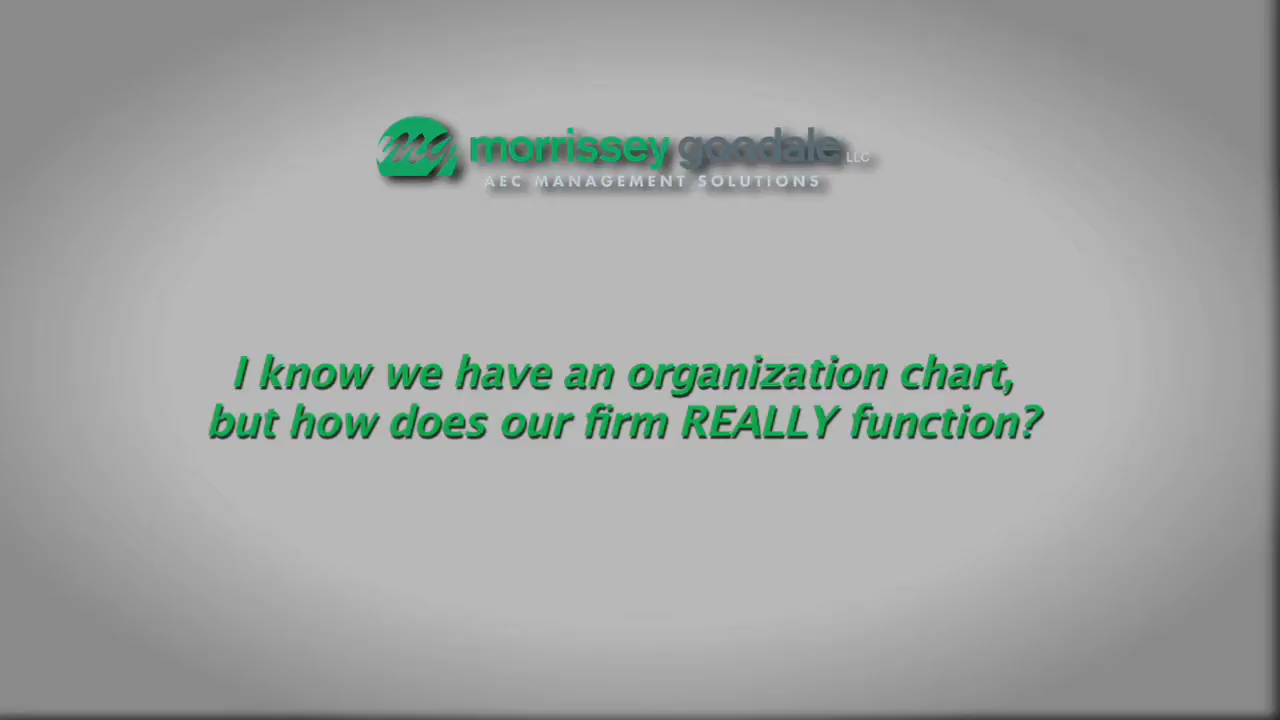 mg morrissey goodale LLC
AEC MANAGEMENT SOLUTIONS
I know we have an organization chart,
but how does our firm REALLY function?